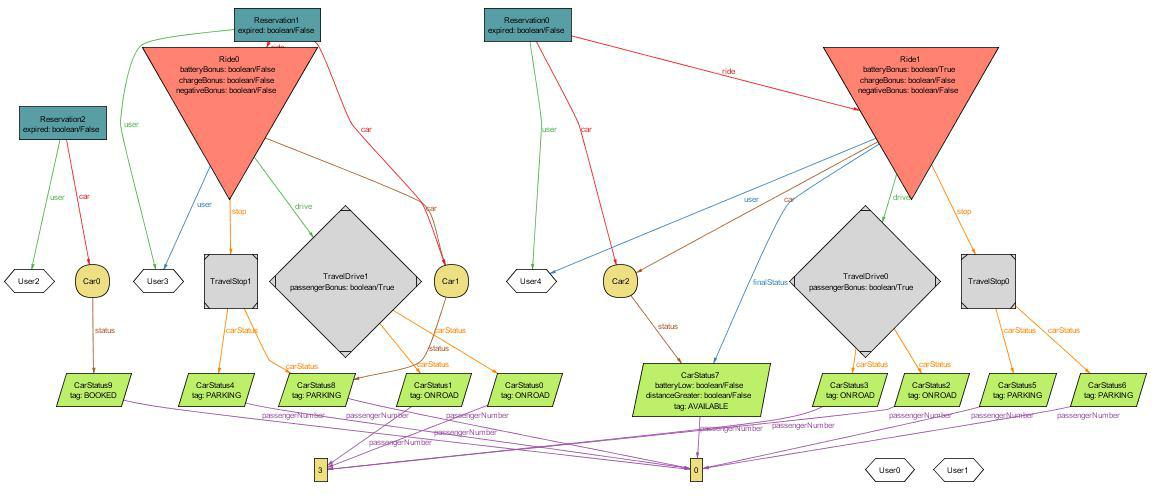 Reservation1
expired: boolean/False
Reservation0
expired: boolean/False
ride
Ride0
batteryBonus: boolean/False
chargeBonus: boolean/False
negativeBonus: boolean/False
Ride1
batteryBonus: boolean/True
chargeBonus: boolean/False
negativeBonus: boolean/False
ride
Reservation2
expired: boolean/False
user
car
user
car
user
car
user
stop
drive
car
user
car
drive
stop
User2
Car0
User3
TravelStop1
TravelDrive1
passengerBonus: boolean/True
Car1
User4
Car2
finalStatus
TravelDrive0
passengerBonus: boolean/True
TravelStop0
status
carStatus
carStatus
status
carStatus
carStatus
status
carStatus
carStatus
carStatus
carStatus
CarStatus9
tag: BOOKED
CarStatus4
tag: PARKING
CarStatus8
tag: PARKING
CarStatus1
tag: ONROAD
CarStatus0
tag: ONROAD
CarStatus7
batteryLow: boolean/False
distanceGreater: boolean/False
tag: AVAILABLE
CarStatus3
tag: ONROAD
CarStatus2
tag: ONROAD
CarStatus5
tag: PARKING
CarStatus6
tag: PARKING
passengerNumber
passengerNumber
passengerNumber
passengerNumber
passengerNumber
passengerNumber
passengerNumber
passengerNumber
passengerNumber
passengerNumber
3
0
User0
User1